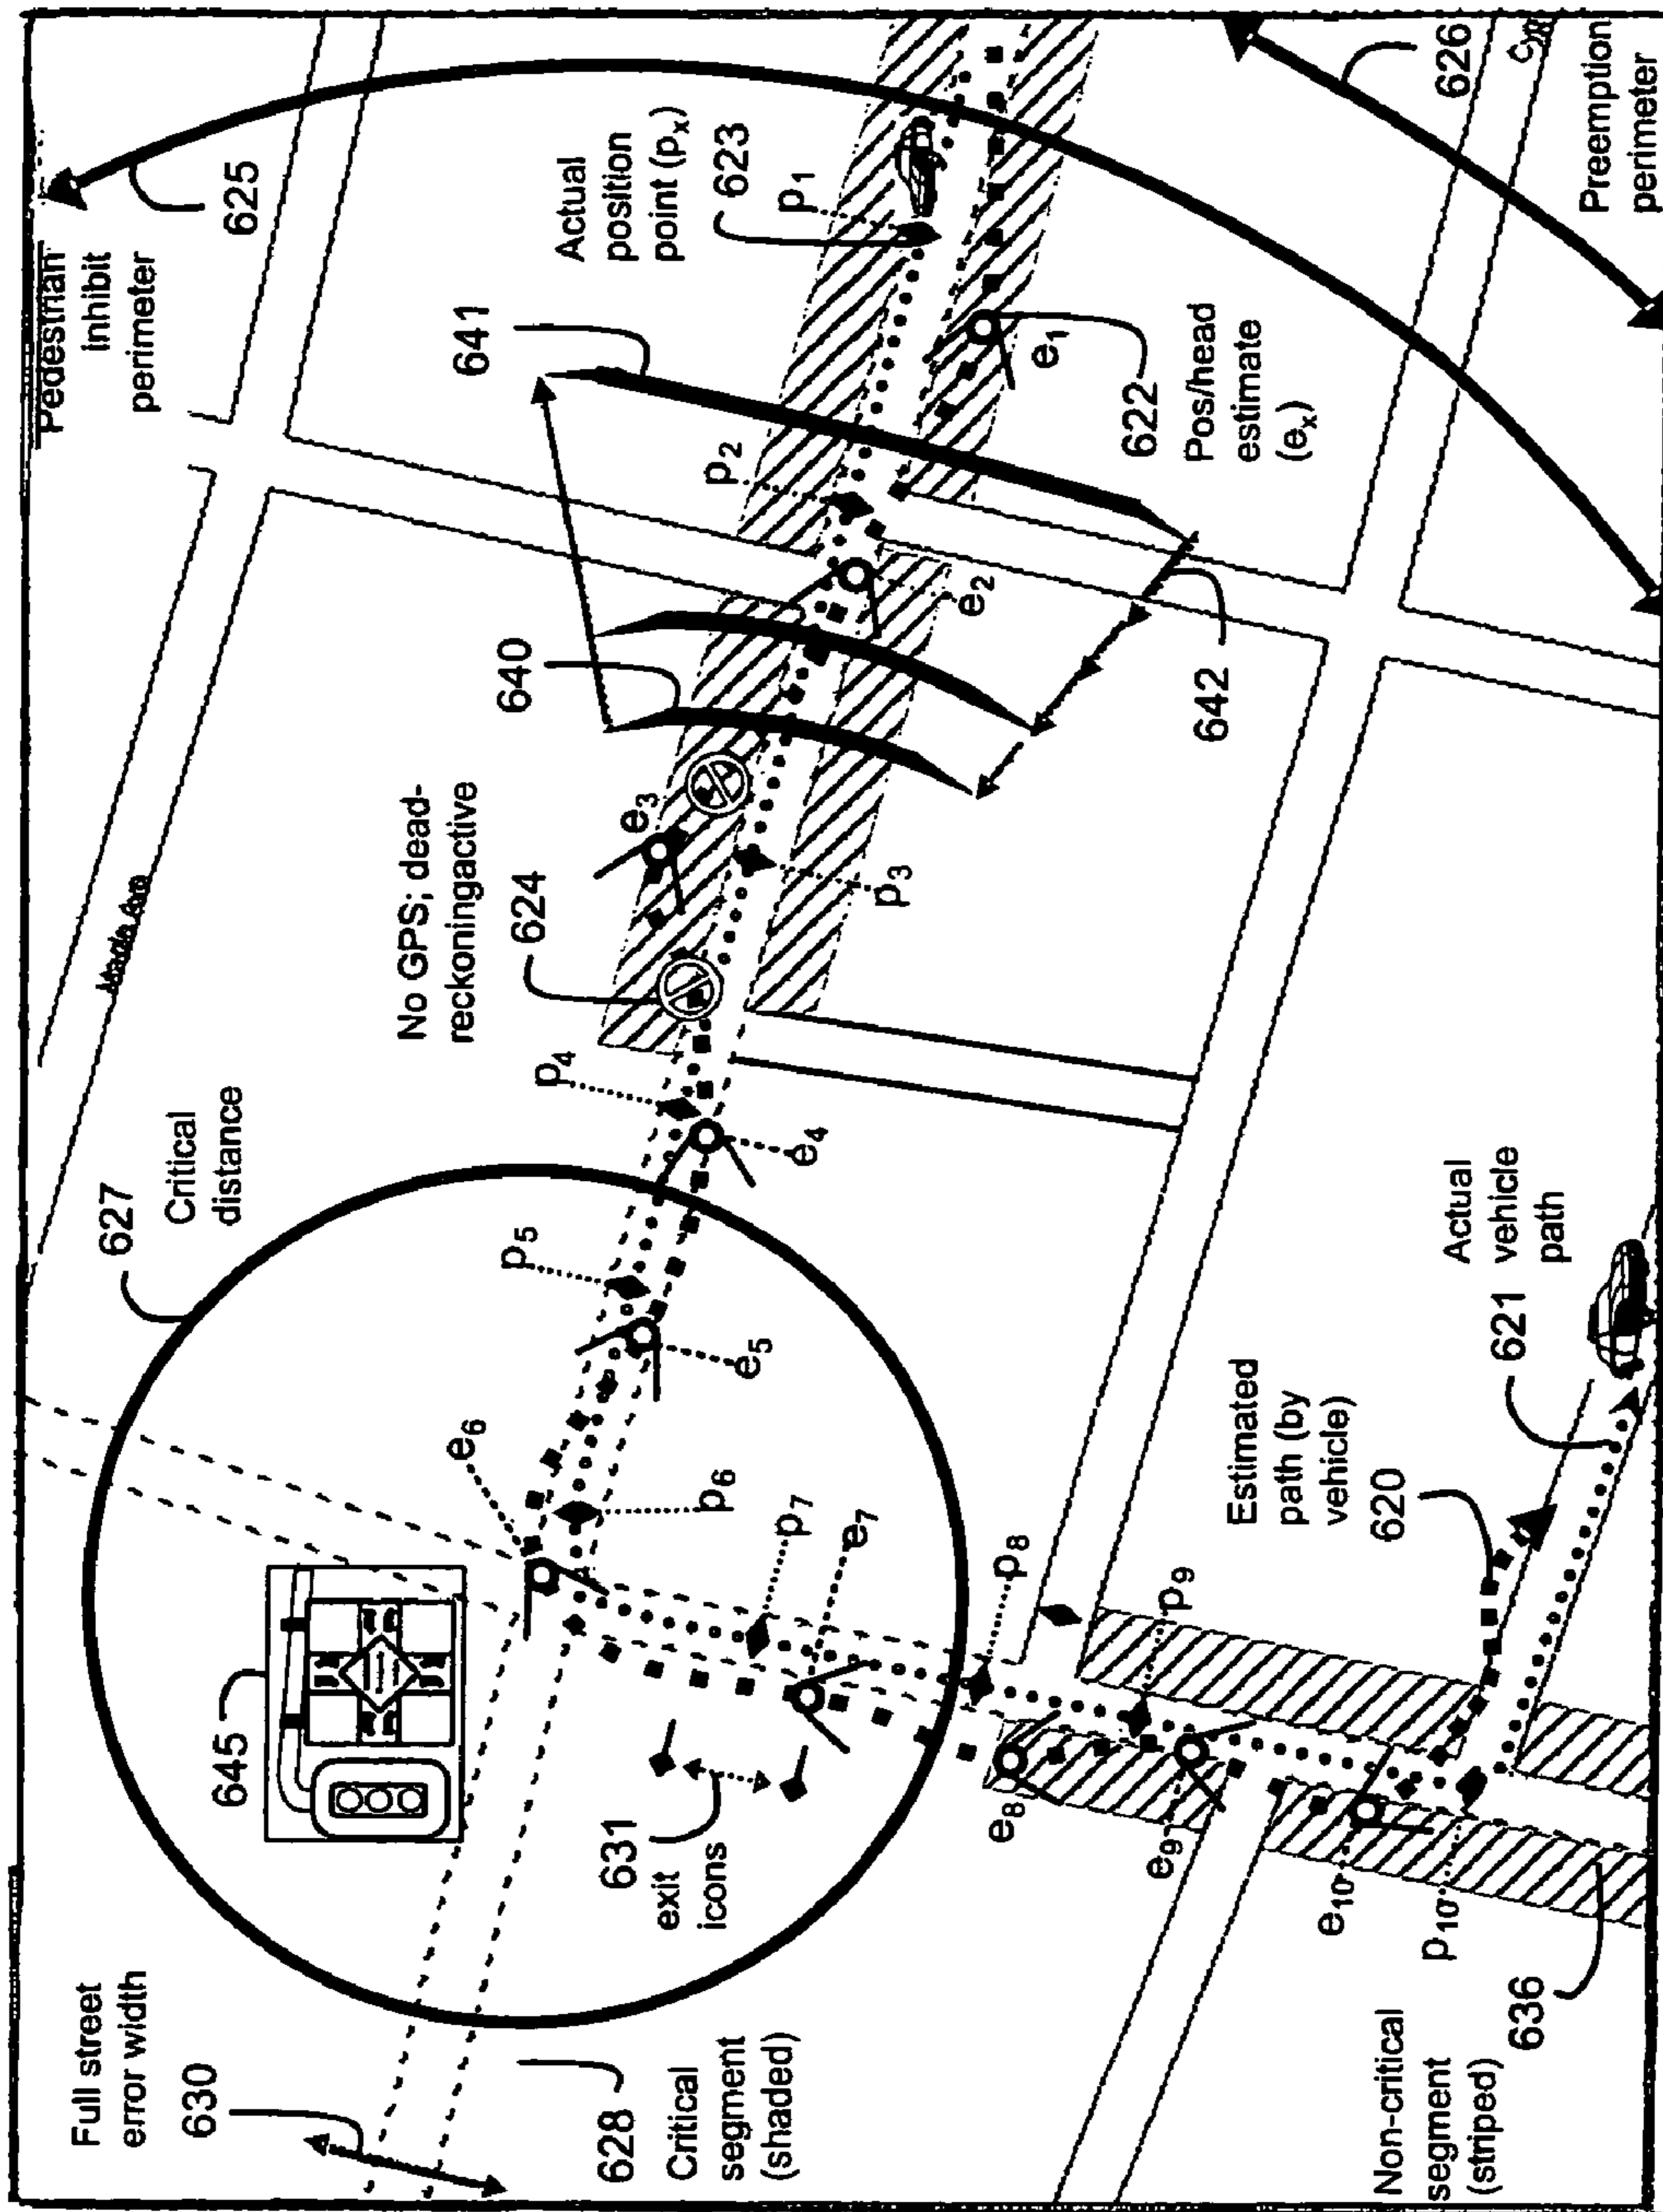 Full street
error width
630
628
Critical
segment
(shaded)
Non-critical
segment
(striped)
636
645
631
exit
icons
627
Critical
distance
e6
p6
p7
e7
p5
e5
p8
p9
e8
e9
e10
p10
Estimated
path (by
vehicle)
620
621
Actual
vehicle
path
No GPS; dead-
reckoningactive
624
p4
e4
e3
p3
640
641
642
p2
e2
Pedestrian
inhibit
perimeter
625
Actual
position
point (px)
623
p1
e1
622
Pos/head
estimate
(ex)
626
Preemption
perimeter